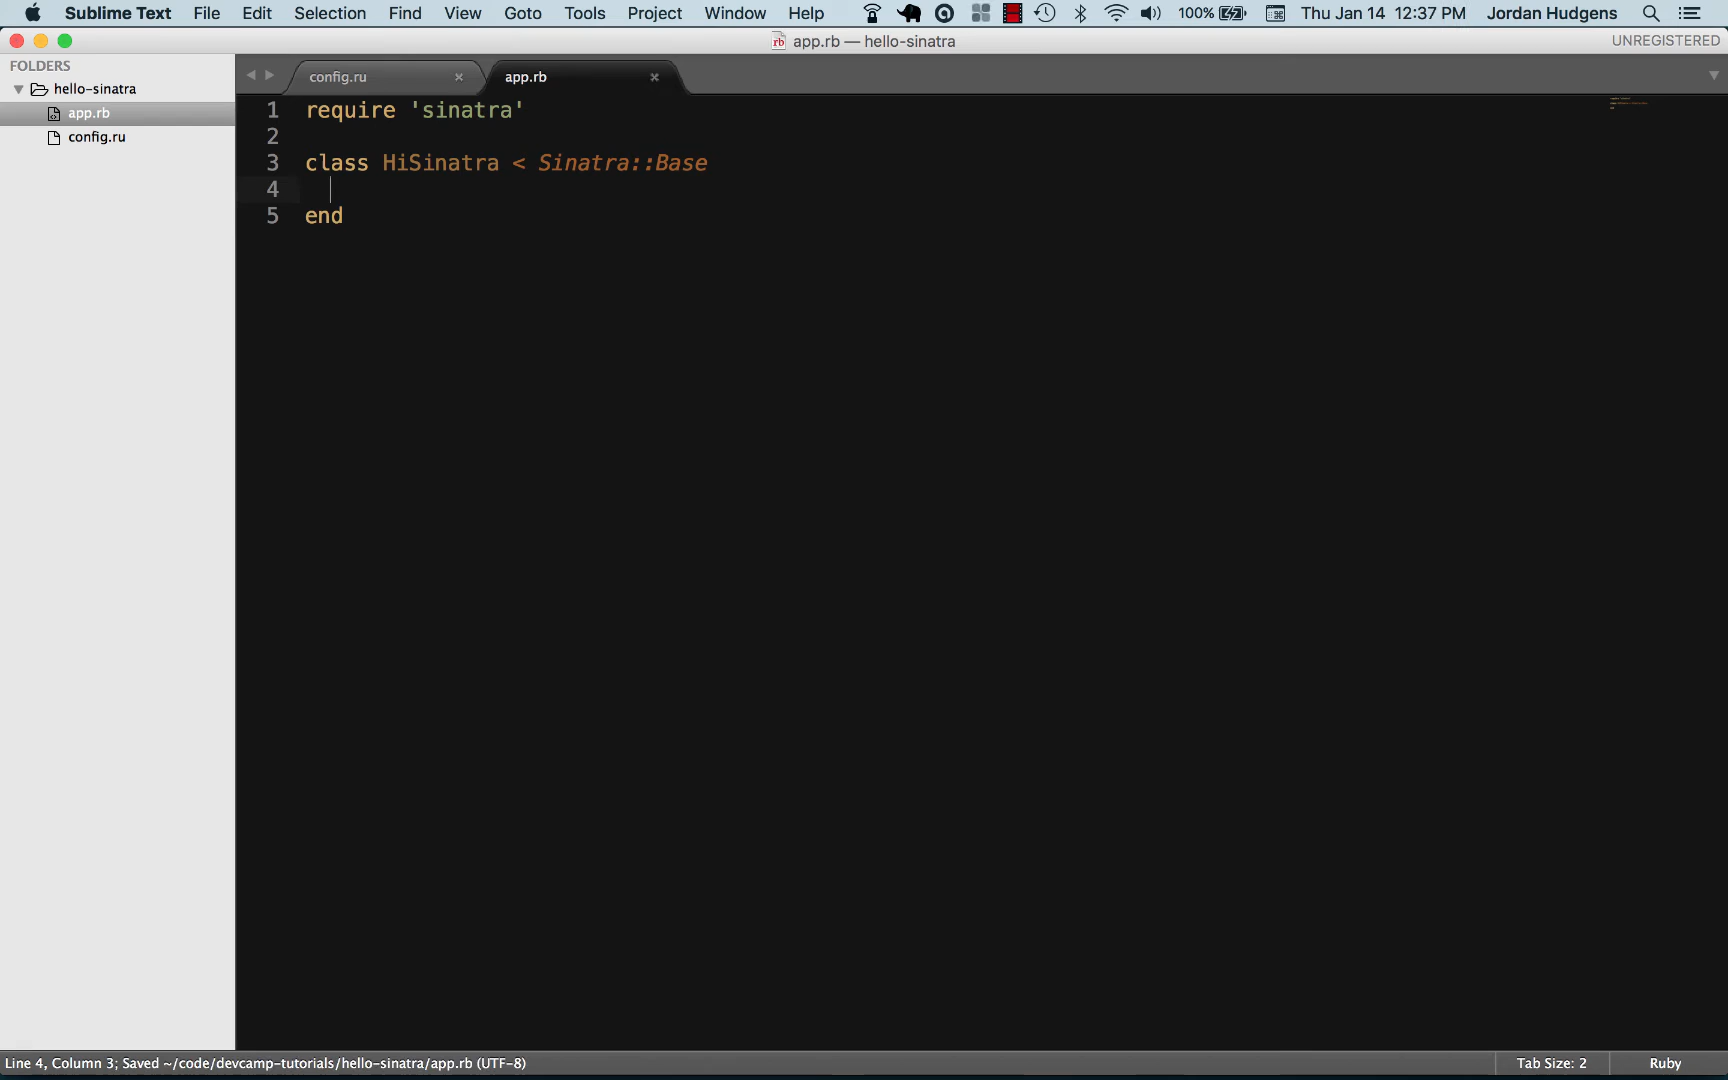 Sublime Text File Edit Selection Find View Goto Tools Project Window Help 100% Thu Jan 14 12:37 PM Jordan Hudgens
app.rb — hello-sinatra UNREGISTERED
FOLDERS
hello-sinatra
app.rb
config.ru
config.ru × app.rb ×
1 require 'sinatra'
2
3 class HiSinatra < Sinatra::Base
4
5 end
Line 4, Column 3; Saved ~/code/devcamp-tutorials/hello-sinatra/app.rb (UTF-8) Tab Size: 2 Ruby